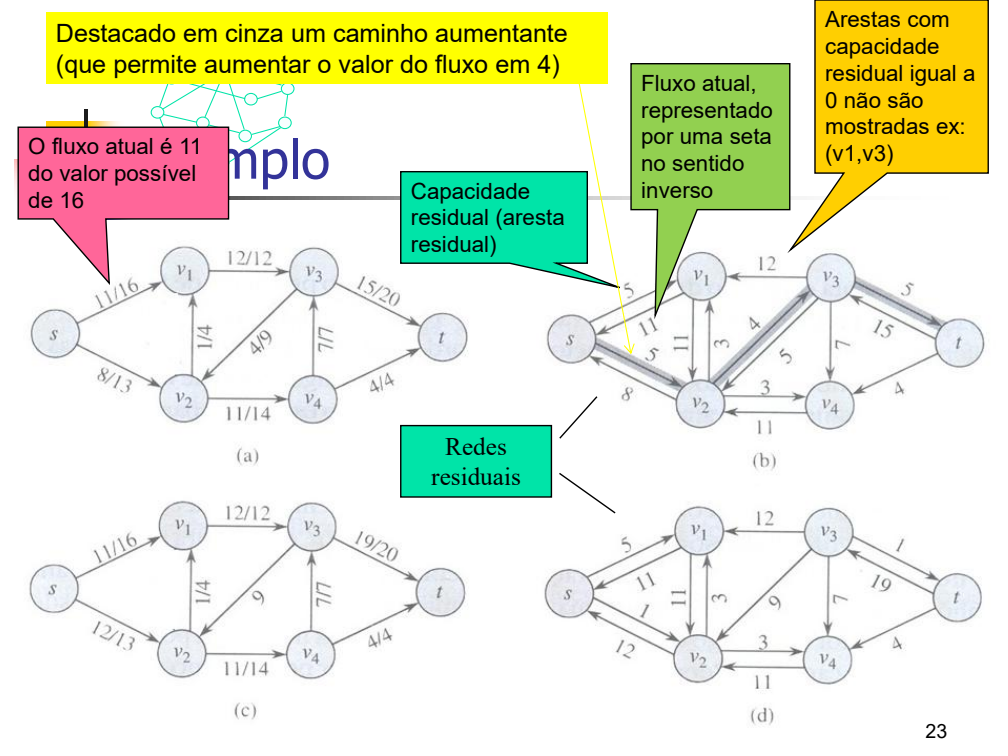 Destacado em cinza um caminho aumentante
(que permite aumentar o valor do fluxo em 4)
Arestas com
capacidade
residual igual a
0 não são
mostradas ex:
(v1,v3)
Fluxo atual,
representado
por uma seta
no sentido
inverso
O fluxo atual é 11
do valor possível
de 16
mplo
Capacidade
residual (aresta
residual)
s
v1
v2
v3
v4
t
11/16
8/13
12/12
1/4
4/9
11/14
7/7
15/20
4/4
(a)
s
v1
v2
v3
v4
t
5
11
5
8
12
11
3
4
5
3
11
7
5
15
4
(b)
Redes
residuais
s
v1
v2
v3
v4
t
11/16
12/13
12/12
1/4
9
11/14
7/7
19/20
4/4
(c)
s
v1
v2
v3
v4
t
5
11
1
12
12
11
3
9
3
11
7
1
19
4
(d)
23